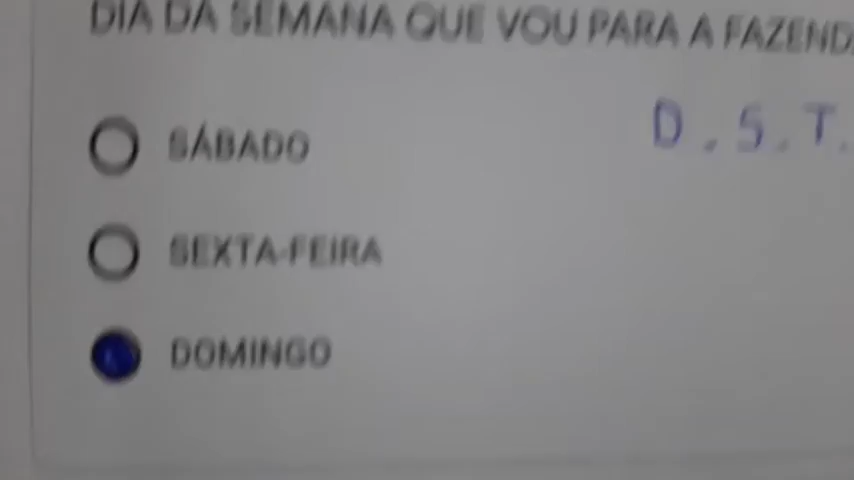 DIA DA SEMANA QUE VOU PARA A FAZEND
D.S.T.
SÁBADO
SEXTA-FEIRA
DOMINGO